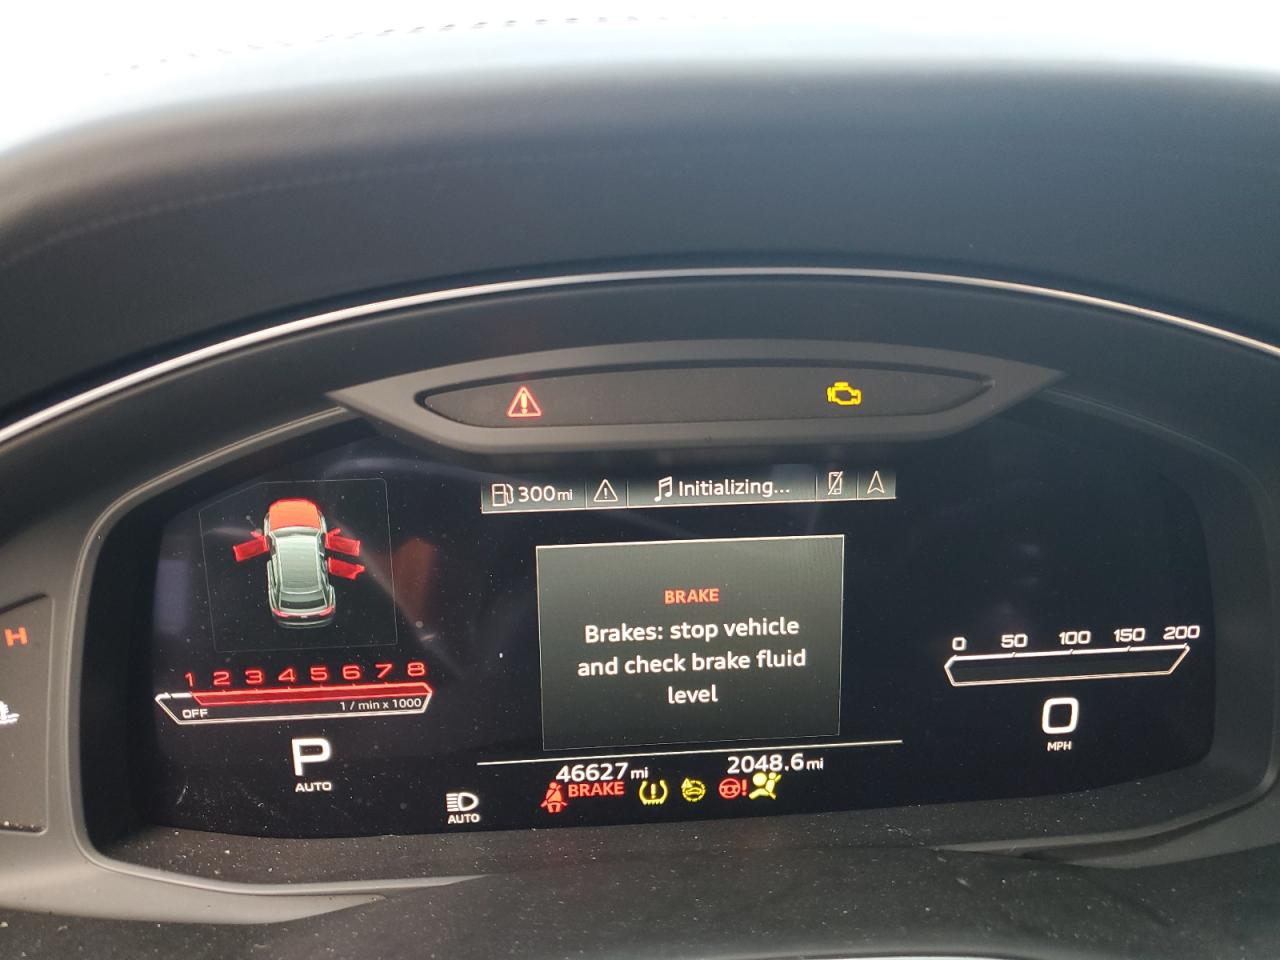 300mi
Initializing...
BRAKE
Brakes: stop vehicle
and check brake fluid
level
H
1 2 3 4 5 6 7 8
OFF
1 / min x 1000
P
AUTO
0 50 100 150 200
0
MPH
46627 mi
2048.6 mi
BRAKE
AUTO